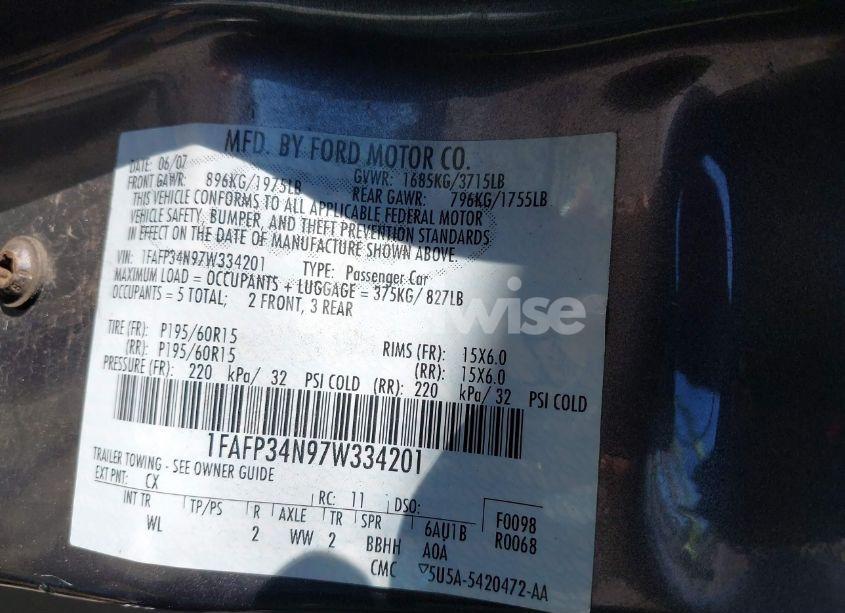 MFD. BY FORD MOTOR CO.
DATE: 06/07 GVWR: 1685KG/3715LB
FRONT GAWR: 896KG/1975LB REAR GAWR: 796KG/1755LB
THIS VEHICLE CONFORMS TO ALL APPLICABLE FEDERAL MOTOR
VEHICLE SAFETY, BUMPER, AND THEFT PREVENTION STANDARDS
IN EFFECT ON THE DATE OF MANUFACTURE SHOWN ABOVE.
VIN: 1FAFP34N97W334201 TYPE: Passenger Car
MAXIMUM LOAD = OCCUPANTS + LUGGAGE = 375KG/ 827LB
OCCUPANTS = 5 TOTAL; 2 FRONT, 3 REAR
wise
TIRE (FR): P195/60R15 RIMS (FR): 15X6.0
(RR): P195/60R15 (RR): 15X6.0
PRESSURE (FR): 220 kPa/ 32 PSI COLD (RR): 220 kPa/ 32 PSI COLD
1FAFP34N97W334201
TRAILER TOWING - SEE OWNER GUIDE
EXT PNT: CX RC: 11 DSO: F0098
INT TR TP/PS R AXLE TR SPR 6AU1B R0068
WL 2 WW 2 BBHH A0A
CMC ▽5U5A-5420472-AA